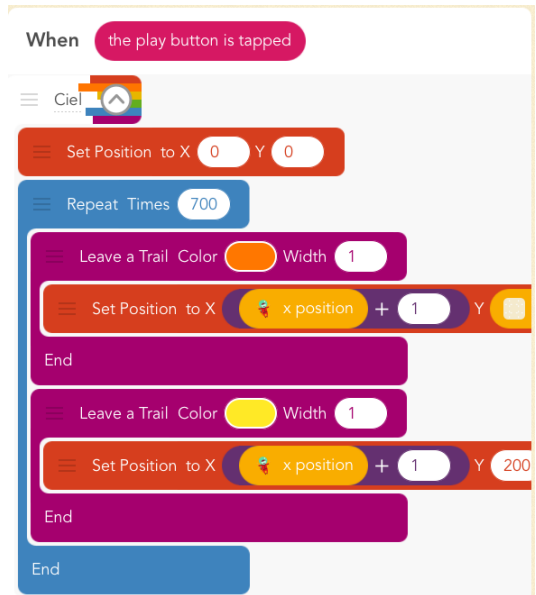 When the play button is tapped
Ciel
Set Position to X 0 Y 0
Repeat Times 700
Leave a Trail Color Width 1
Set Position to X x position + 1 Y
End
Leave a Trail Color Width 1
Set Position to X x position + 1 Y 200
End
End